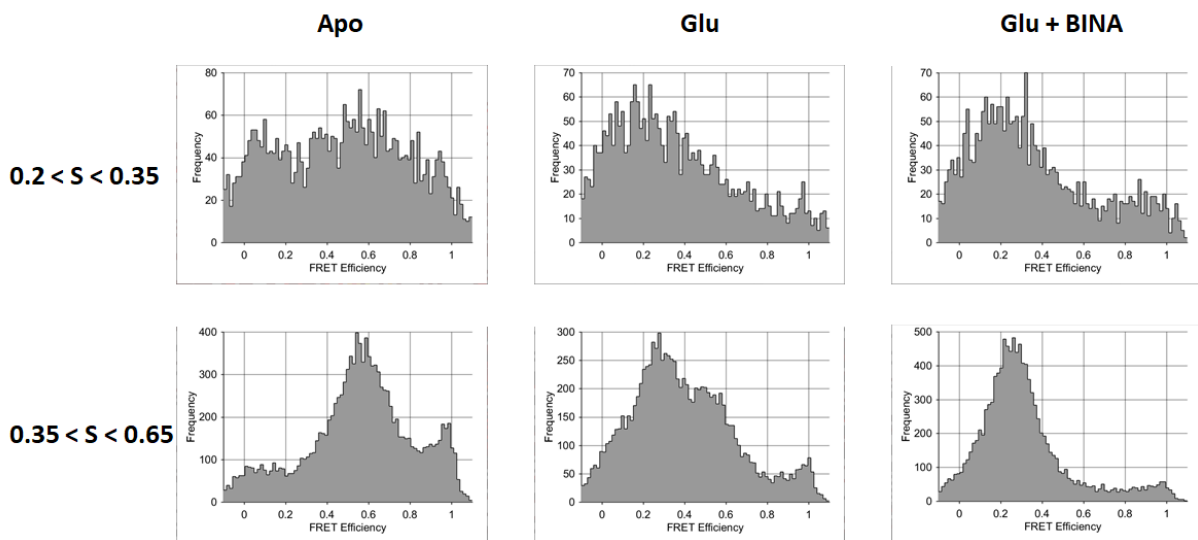 Apo Glu Glu + BINA
0.2 < S < 0.35
Frequency
80
60
40
20
0
0 0.2 0.4 0.6 0.8 1
FRET Efficiency
Frequency
70
60
50
40
30
20
10
0
0 0.2 0.4 0.6 0.8 1
FRET Efficiency
Frequency
70
60
50
40
30
20
10
0
0 0.2 0.4 0.6 0.8 1
FRET Efficiency
0.35 < S < 0.65
Frequency
400
300
200
100
0
0 0.2 0.4 0.6 0.8 1
FRET Efficiency
Frequency
300
250
200
150
100
50
0
0 0.2 0.4 0.6 0.8 1
FRET Efficiency
Frequency
500
400
300
200
100
0
0 0.2 0.4 0.6 0.8 1
FRET Efficiency